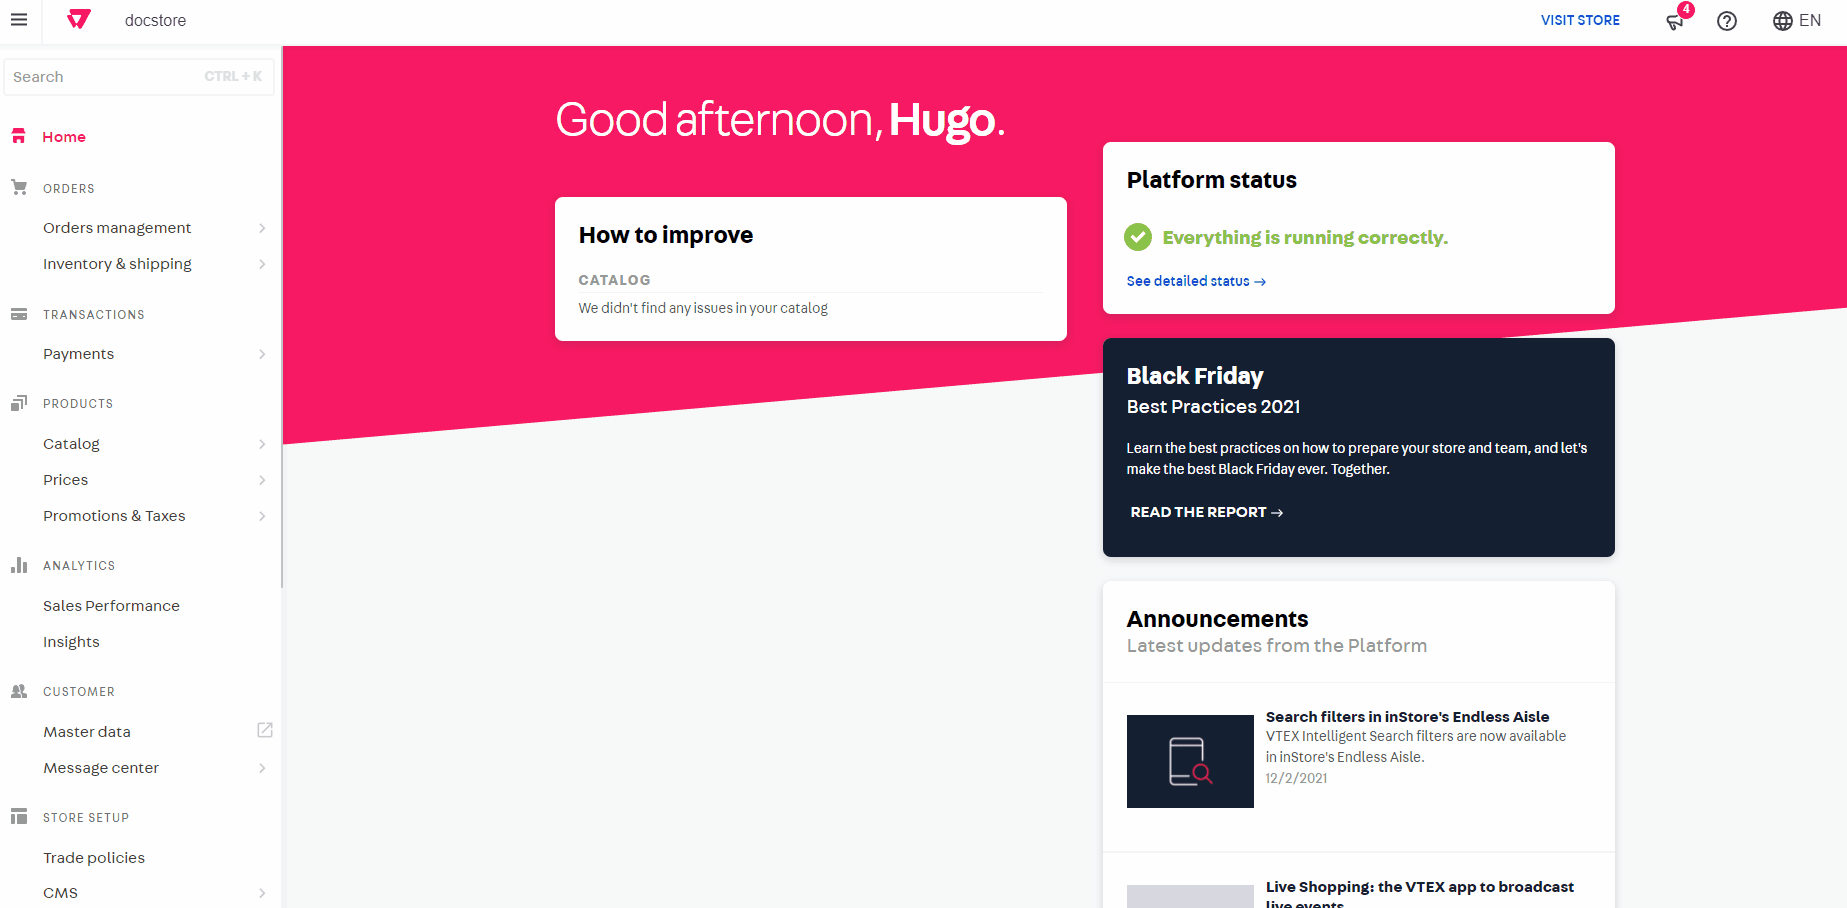 docstore
VISIT STORE
4
EN
Search CTRL + K
Home
ORDERS
Orders management
Inventory & shipping
TRANSACTIONS
Payments
PRODUCTS
Catalog
Prices
Promotions & Taxes
ANALYTICS
Sales Performance
Insights
CUSTOMER
Master data
Message center
STORE SETUP
Trade policies
CMS
Good afternoon, Hugo.
How to improve
CATALOG
We didn't find any issues in your catalog
Platform status
Everything is running correctly.
See detailed status →
Black Friday
Best Practices 2021
Learn the best practices on how to prepare your store and team, and let's
make the best Black Friday ever. Together.
READ THE REPORT →
Announcements
Latest updates from the Platform
Search filters in inStore's Endless Aisle
VTEX Intelligent Search filters are now available
in inStore's Endless Aisle.
12/2/2021
Live Shopping: the VTEX app to broadcast
live events